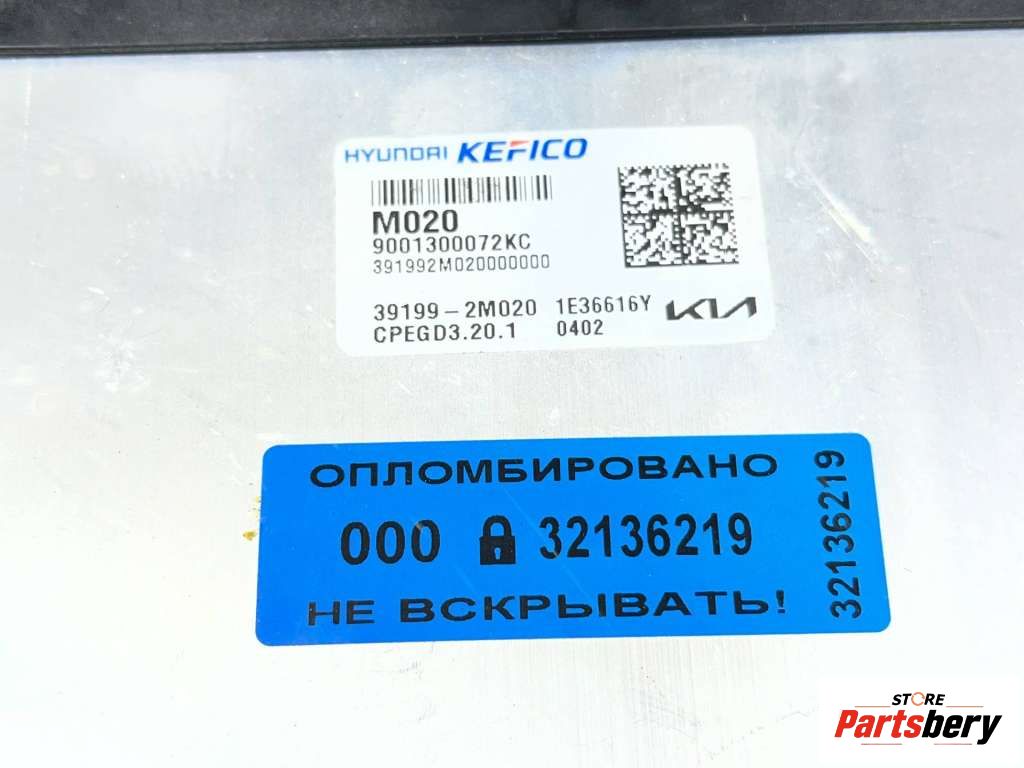 HYUNDAI KEFICO
M020
9001300072KC
391992M020000000
39199-2M020 1E36616Y KIA
CPEGD3.20.1 0402
ОПЛОМБИРОВАНО
000 32136219
НЕ ВСКРЫВАТЬ!
32136219
STORE
Partsbery